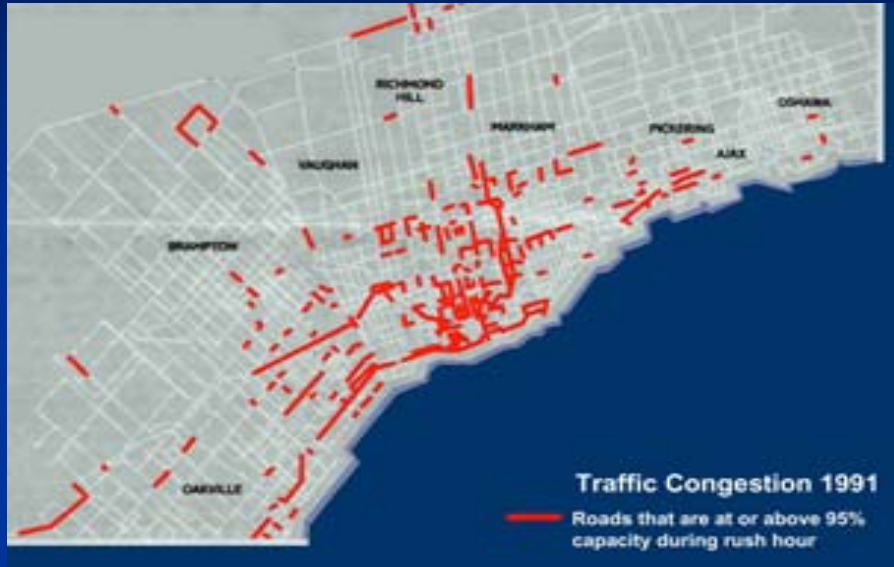 RICHMOND
HILL
OSHAWA
MARKHAM
PICKERING
AJAX
VAUGHAN
BRAMPTON
OAKVILLE
Traffic Congestion 1991
Roads that are at or above 95%
capacity during rush hour